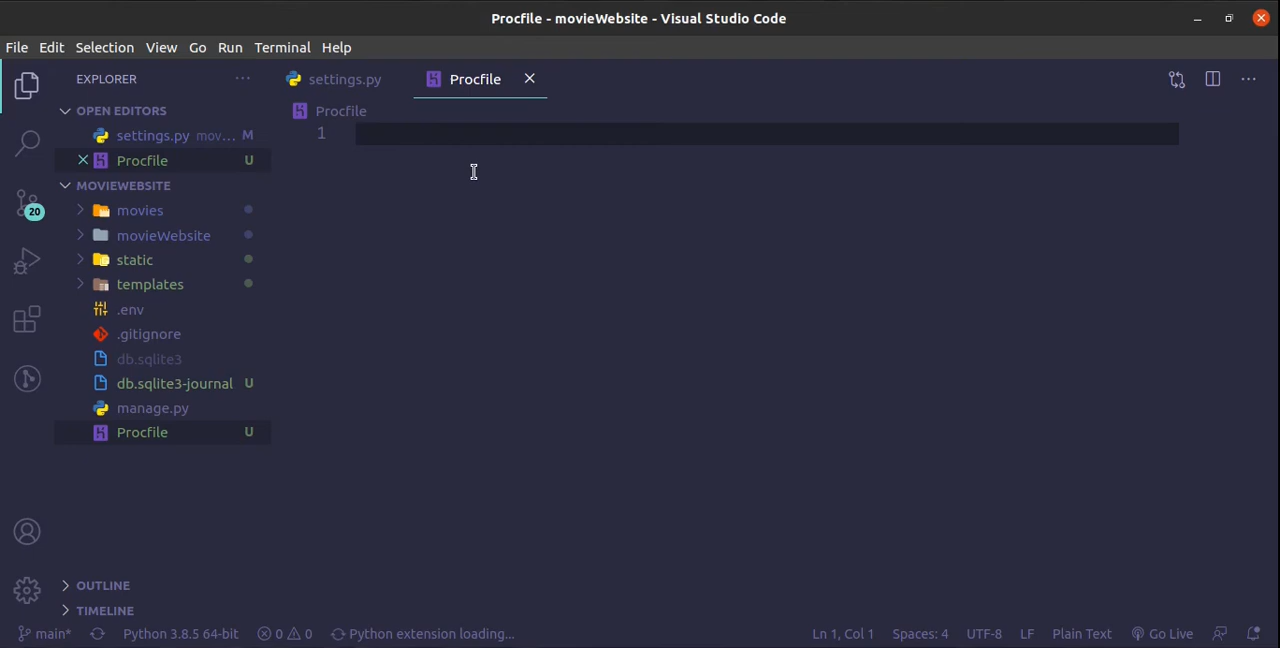 Procfile - movieWebsite - Visual Studio Code
File Edit Selection View Go Run Terminal Help
EXPLORER
settings.py
Procfile
OPEN EDITORS
Procfile
settings.py mov... M
1
Procfile U
MOVIEWEBSITE
movies
20
movieWebsite
static
templates
.env
.gitignore
db.sqlite3
db.sqlite3-journal U
manage.py
Procfile U
OUTLINE
TIMELINE
main* Python 3.8.5 64-bit 0 0 Python extension loading... Ln 1, Col 1 Spaces: 4 UTF-8 LF Plain Text Go Live